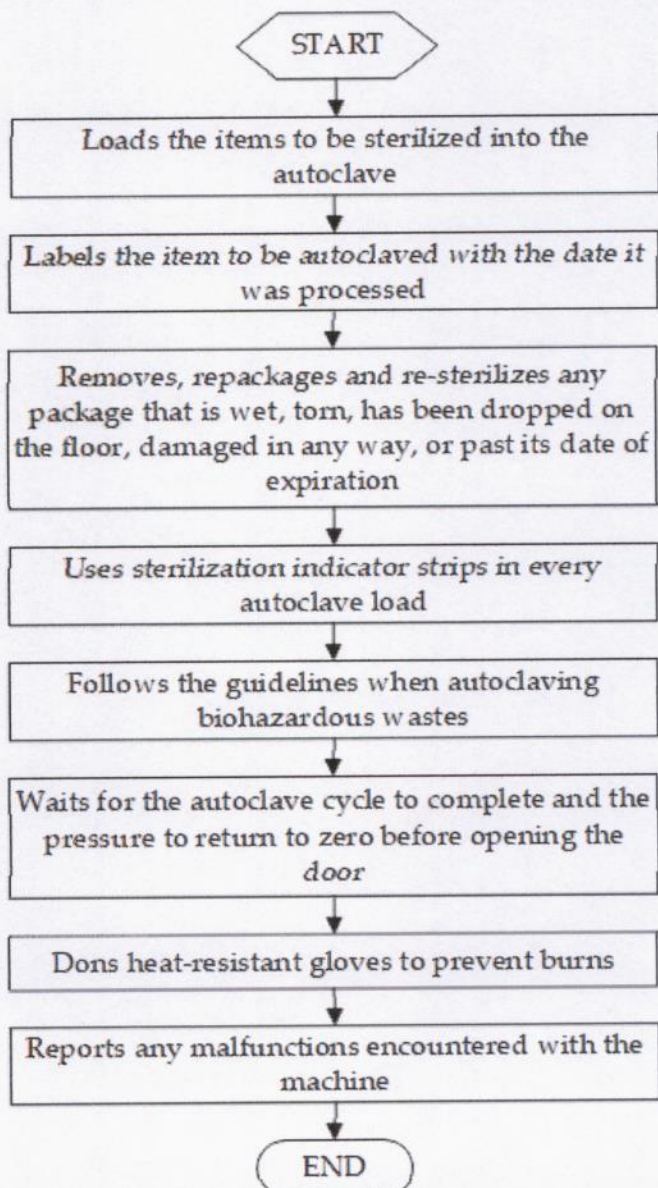 START
Loads the items to be sterilized into the
autoclave
Labels the item to be autoclaved with the date it
was processed
Removes, repackages and re-sterilizes any
package that is wet, torn, has been dropped on
the floor, damaged in any way, or past its date of
expiration
Uses sterilization indicator strips in every
autoclave load
Follows the guidelines when autoclaving
biohazardous wastes
Waits for the autoclave cycle to complete and the
pressure to return to zero before opening the
door
Dons heat-resistant gloves to prevent burns
Reports any malfunctions encountered with the
machine
END